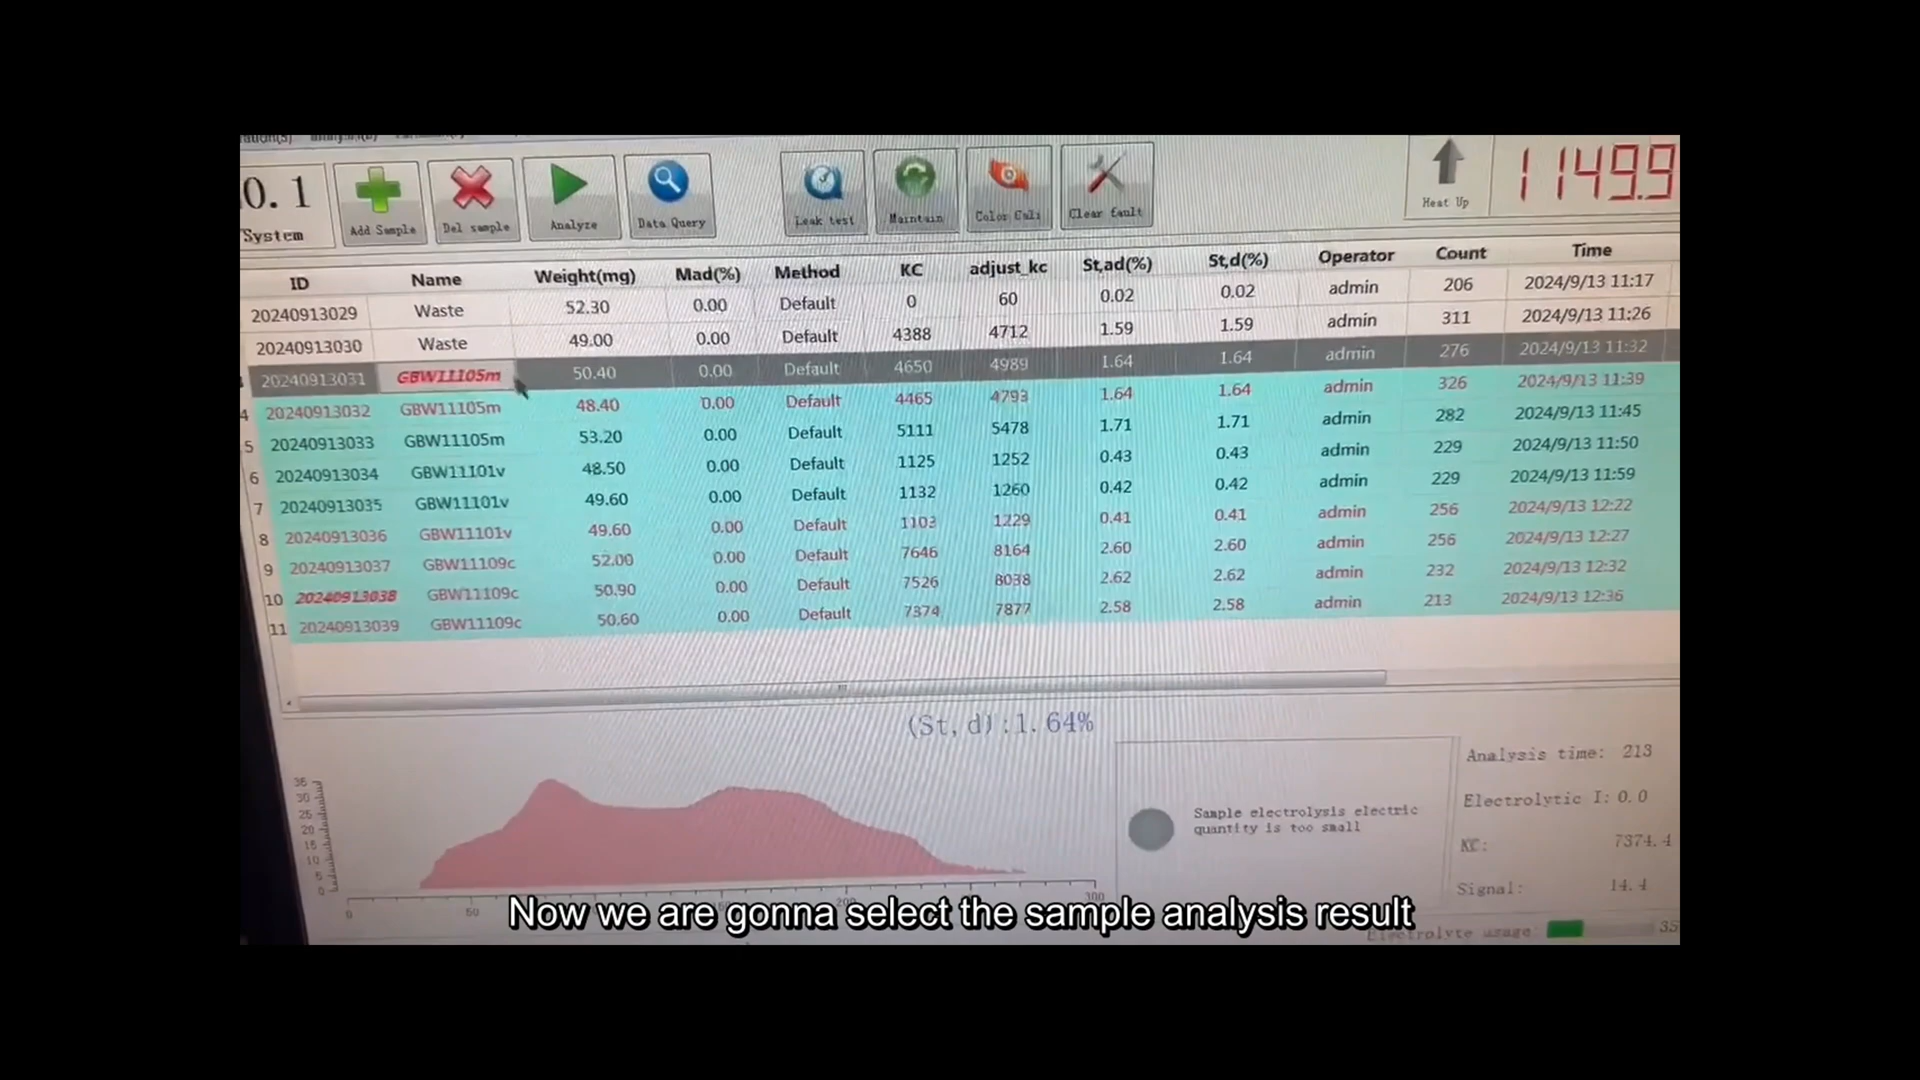 0.1
System
Add Sample
Del sample
Analyze
Data Query
Leak test
Maintain
Color Cali
Clear fault
Heat Up
1149.9
ID Name Weight(mg) Mad(%) Method KC adjust_kc St,ad(%) St,d(%) Operator Count Time
20240913029 Waste 52.30 0.00 Default 0 60 0.02 0.02 admin 206 2024/9/13 11:17
20240913030 Waste 49.00 0.00 Default 4388 4712 1.59 1.59 admin 311 2024/9/13 11:26
20240913031 GBW11105m 50.40 0.00 Default 4650 4989 1.64 1.64 admin 276 2024/9/13 11:32
4 20240913032 GBW11105m 48.40 0.00 Default 4465 4793 1.64 1.64 admin 326 2024/9/13 11:39
5 20240913033 GBW11105m 53.20 0.00 Default 5111 5478 1.71 1.71 admin 282 2024/9/13 11:45
6 20240913034 GBW11101v 48.50 0.00 Default 1125 1252 0.43 0.43 admin 229 2024/9/13 11:50
7 20240913035 GBW11101v 49.60 0.00 Default 1132 1260 0.42 0.42 admin 229 2024/9/13 11:59
8 20240913036 GBW11101v 49.60 0.00 Default 1103 1229 0.41 0.41 admin 256 2024/9/13 12:22
9 20240913037 GBW11109c 52.00 0.00 Default 7646 8164 2.60 2.60 admin 256 2024/9/13 12:27
10 20240913038 GBW11109c 50.90 0.00 Default 7526 8038 2.62 2.62 admin 232 2024/9/13 12:32
11 20240913039 GBW11109c 50.60 0.00 Default 7374 7877 2.58 2.58 admin 213 2024/9/13 12:36
(St,d):1.64%
35
30
25
20
15
10
5
0
0 50 200 300
Sample electrolysis electric
quantity is too small
Analysis time: 213
Electrolytic I: 0.0
KC: 7374.4
Signal: 14.4
Electrolyte usage: 35
Now we are gonna select the sample analysis result